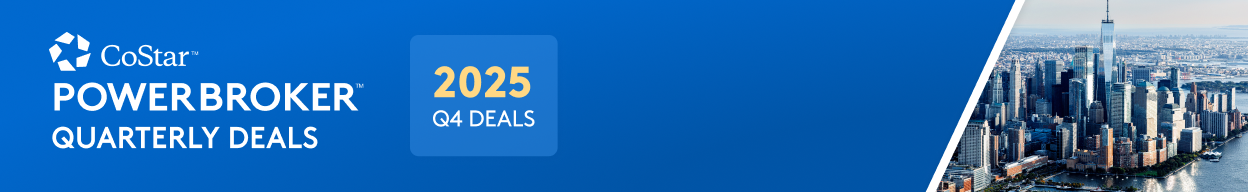 CoStar™
POWERBROKER™
QUARTERLY DEALS
2025
Q4 DEALS